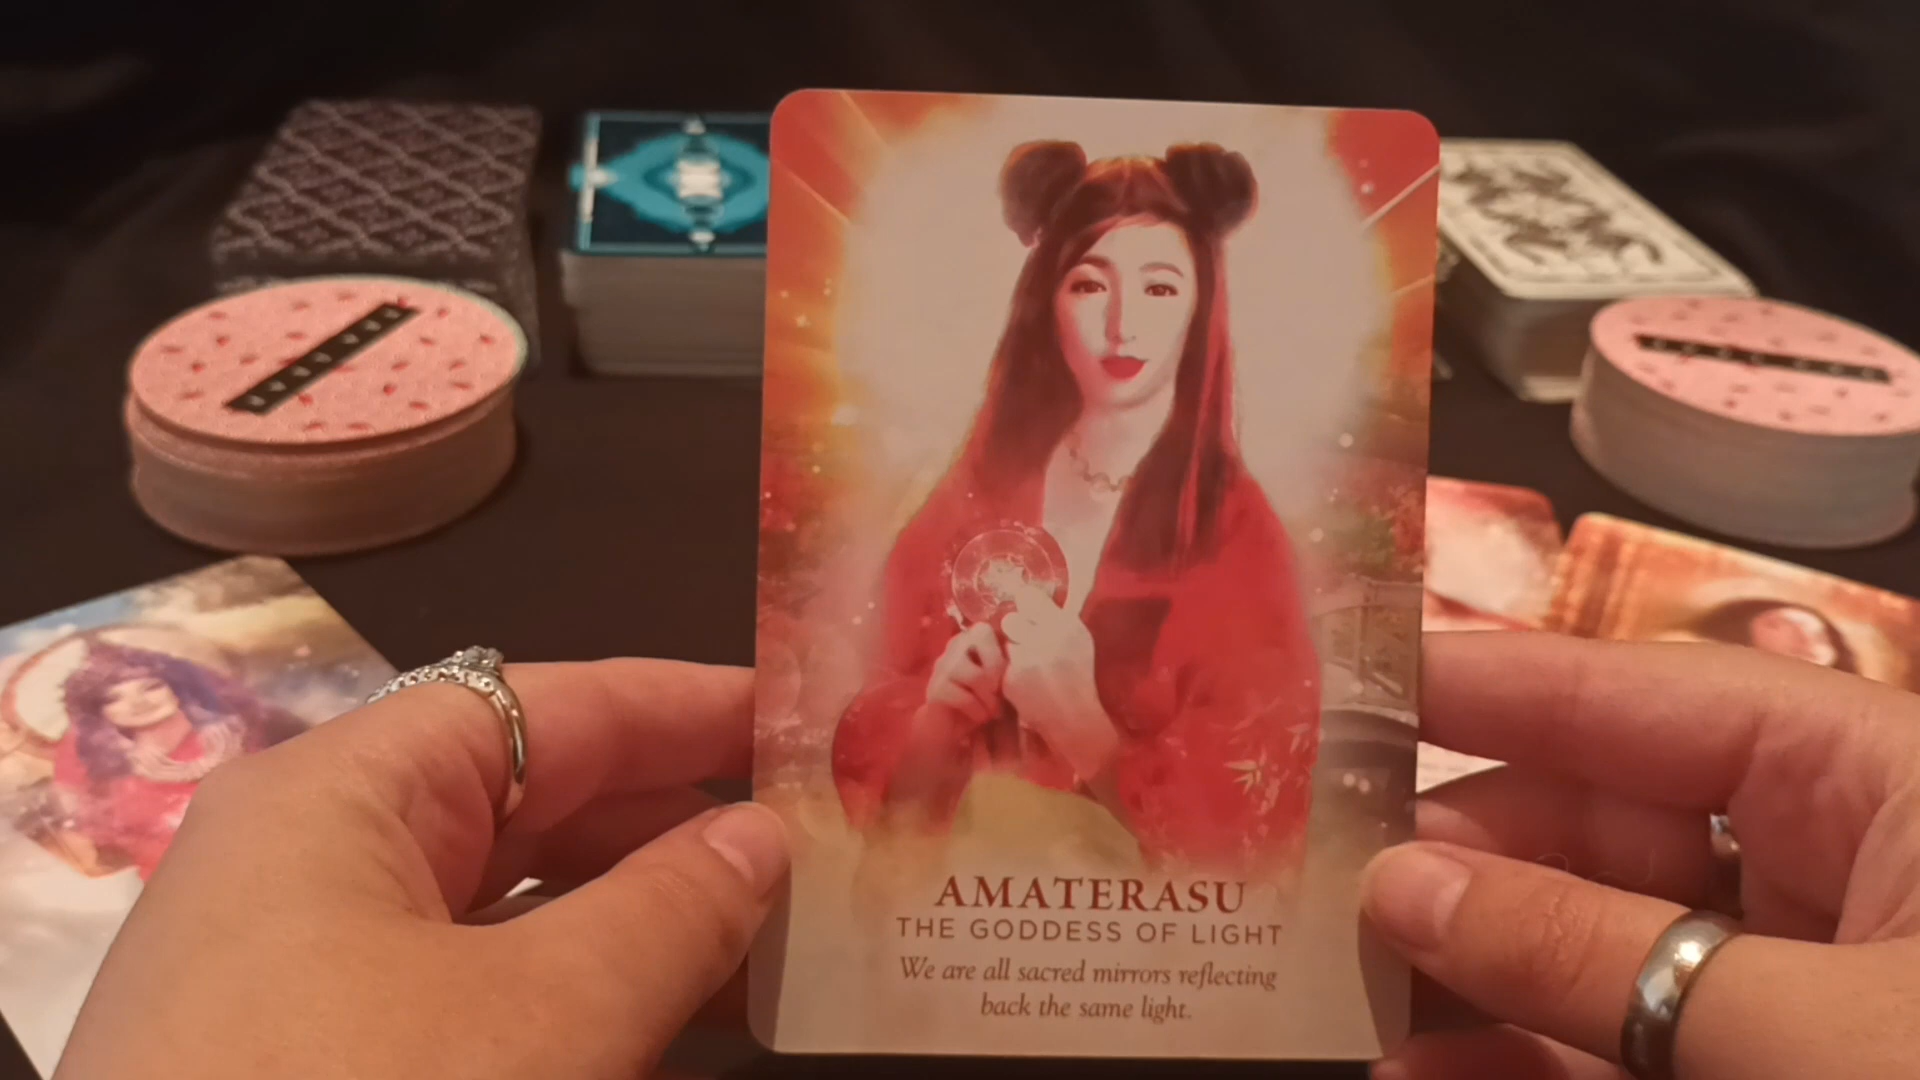 AMATERASU
THE GODDESS OF LIGHT
We are all sacred mirrors reflecting
back the same light.